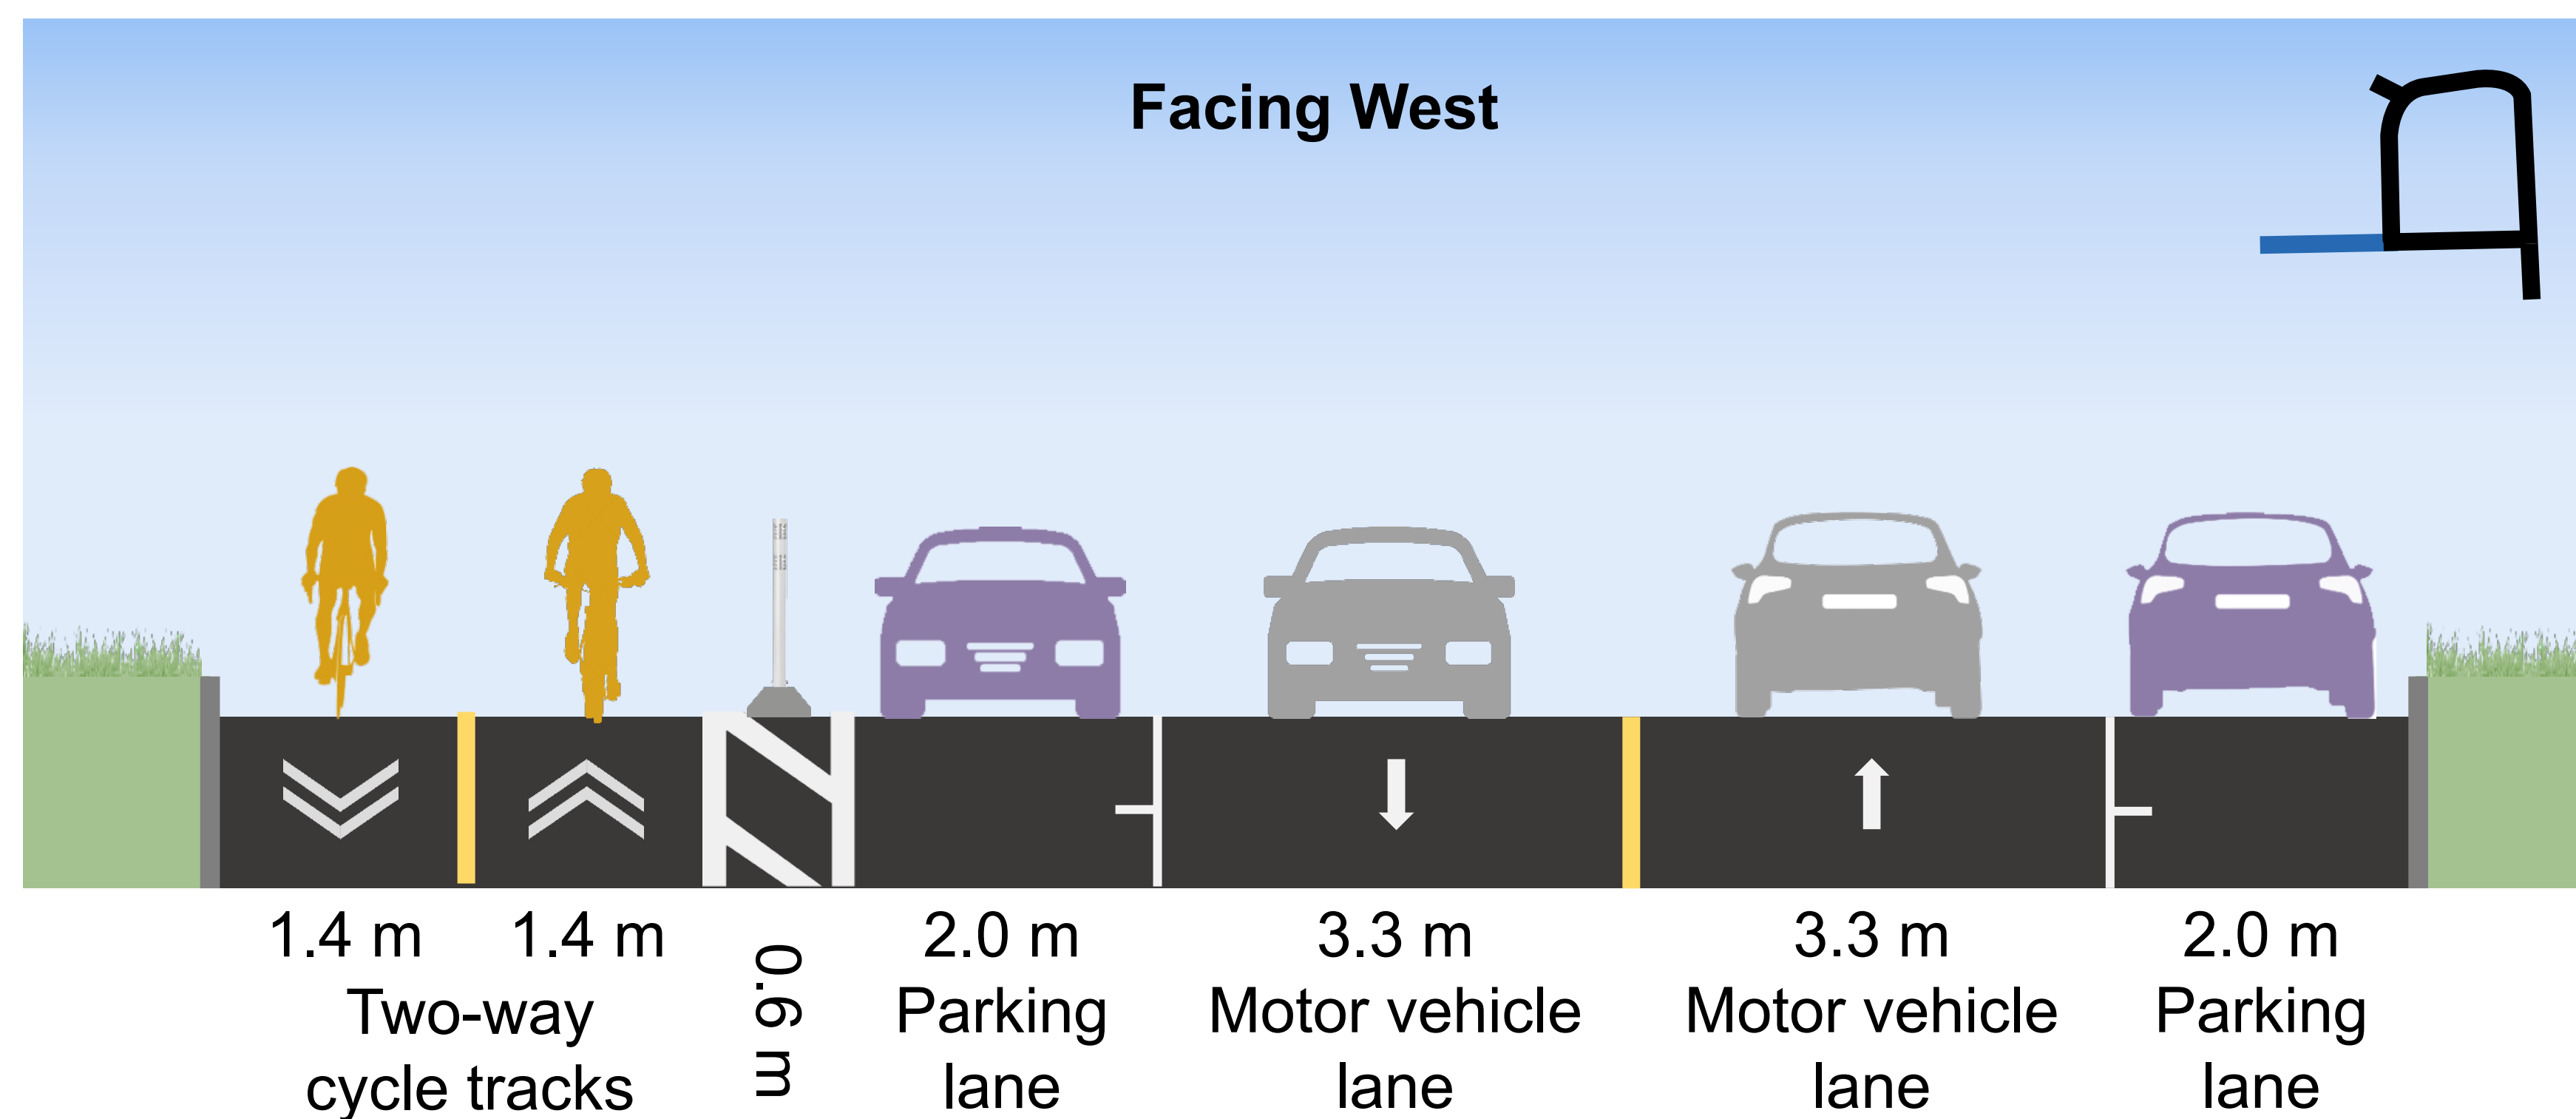 Facing West
1.4 m 1.4 m 0.6 m 2.0 m 3.3 m 3.3 m 2.0 m
Two-way Parking Motor vehicle Motor vehicle Parking
cycle tracks lane lane lane lane